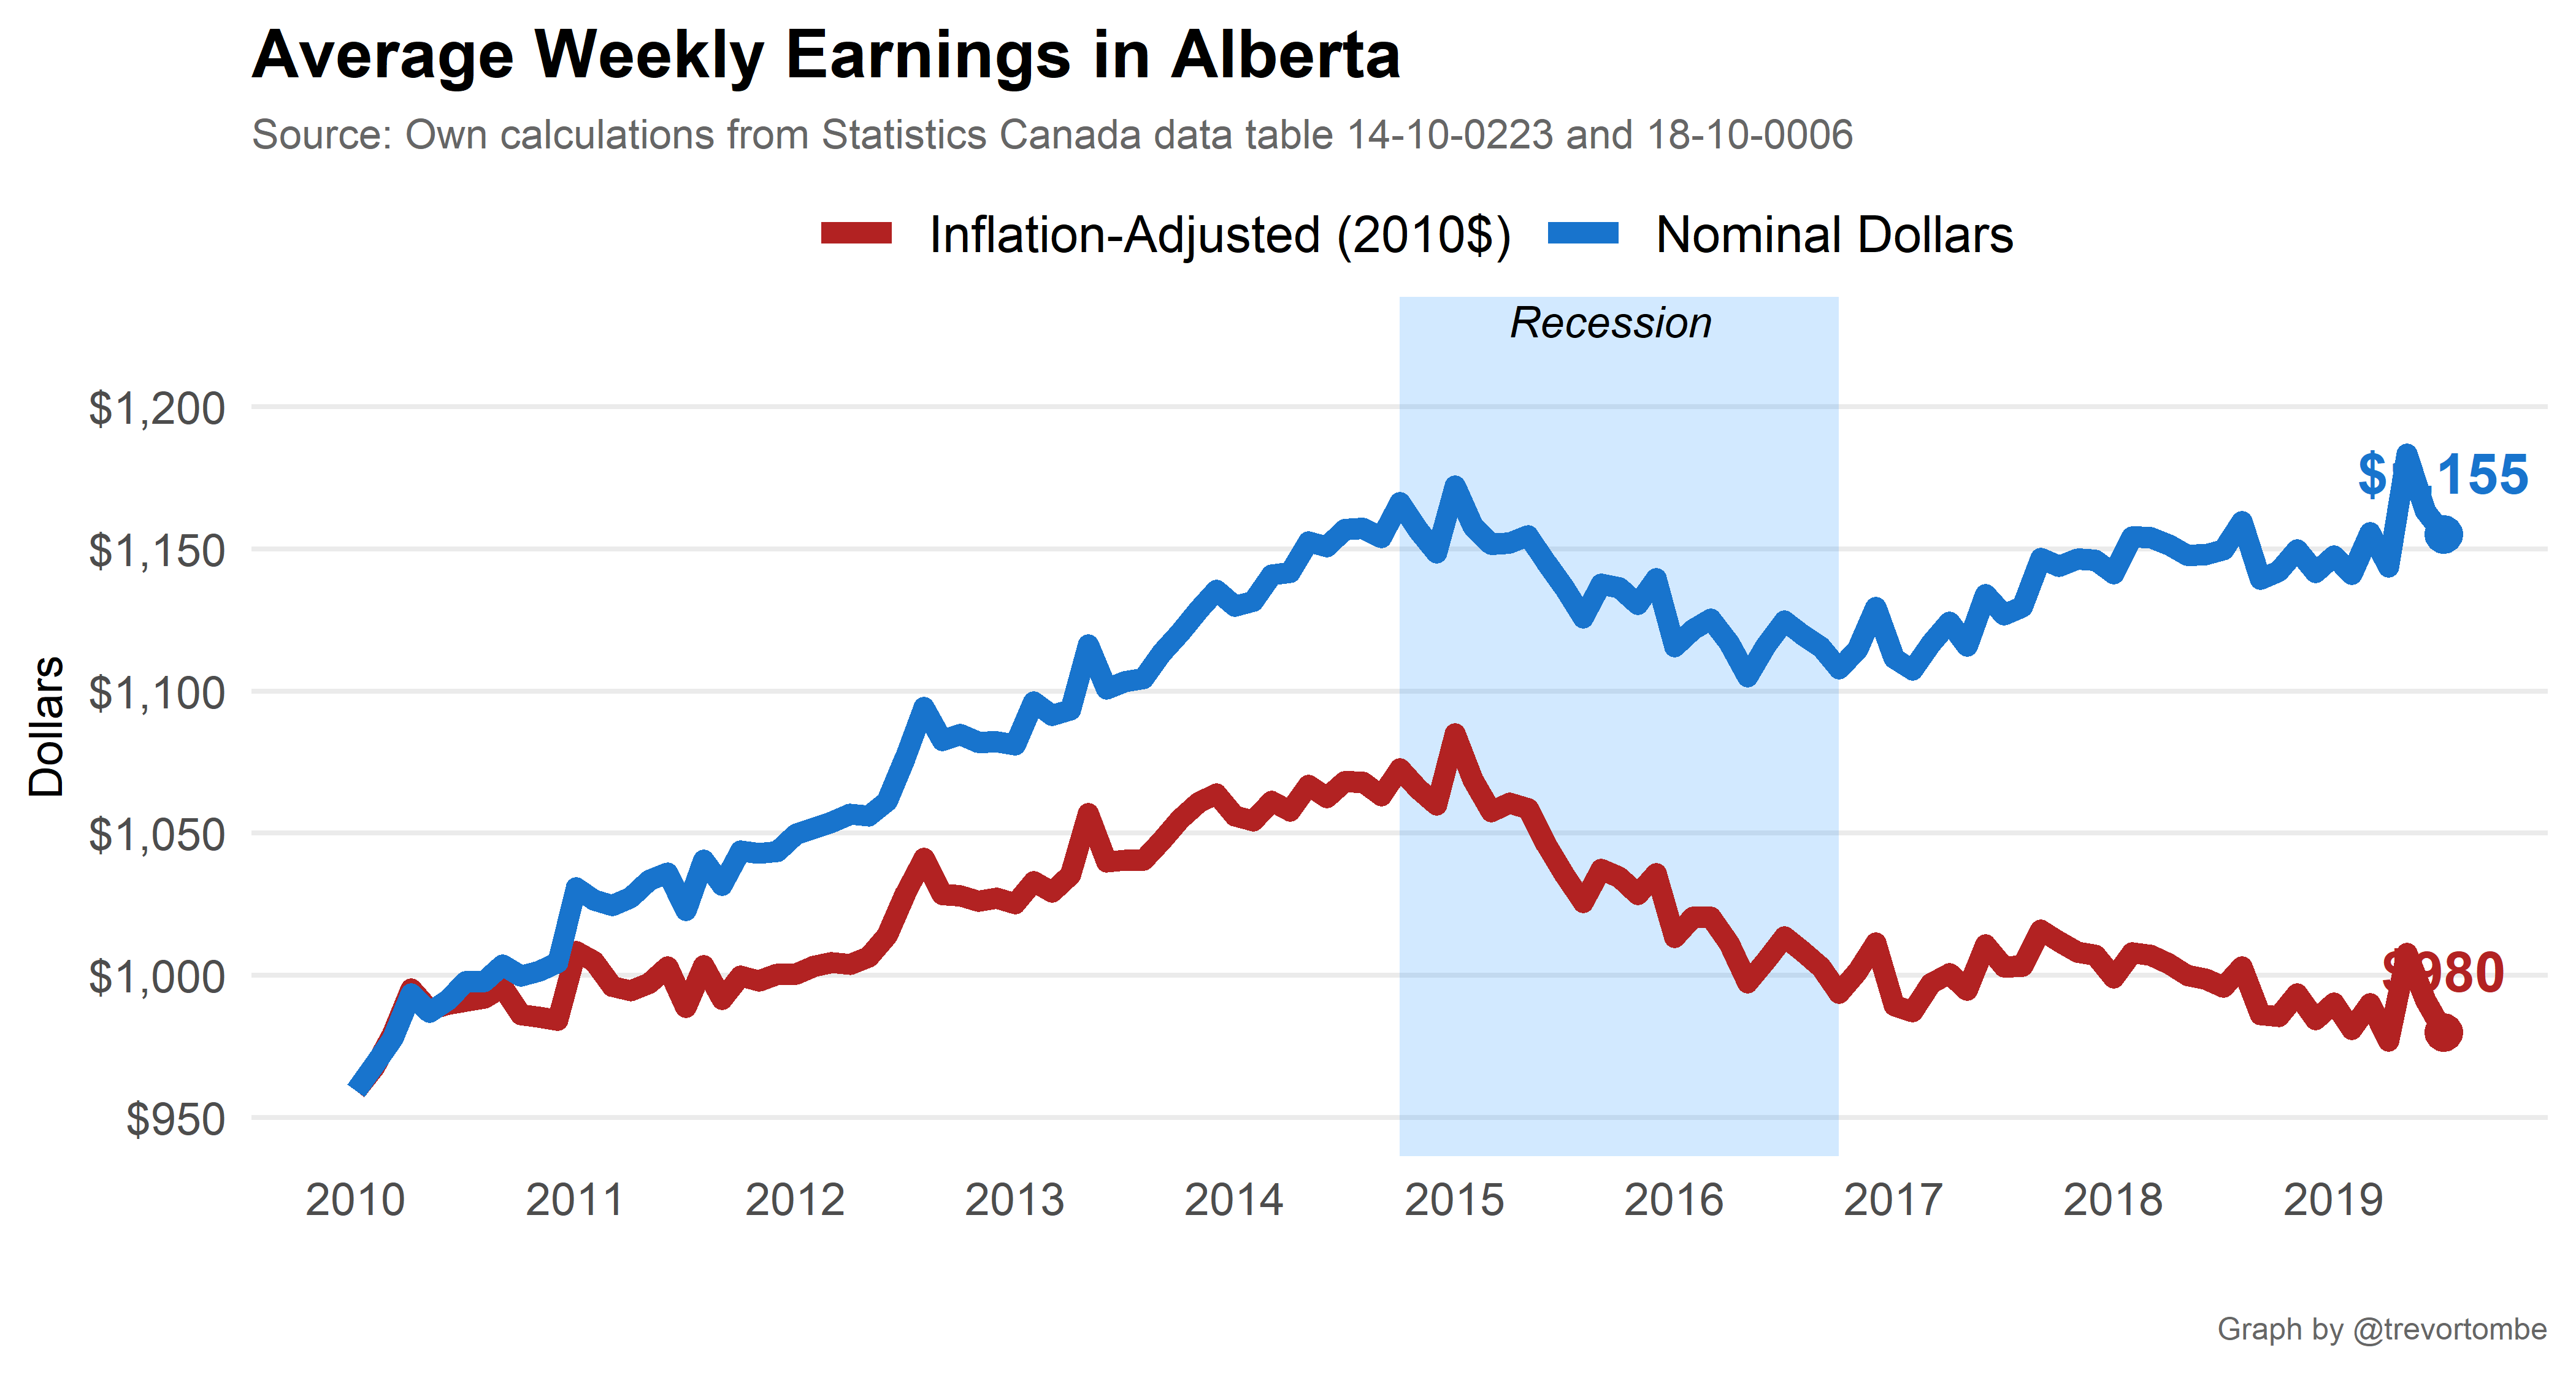 Average Weekly Earnings in Alberta
Source: Own calculations from Statistics Canada data table 14-10-0223 and 18-10-0006
Inflation-Adjusted (2010$) Nominal Dollars
Recession
$1,200
$1,155
$1,150
$1,100
Dollars
$1,050
$1,000
$980
$950
2010 2011 2012 2013 2014 2015 2016 2017 2018 2019
Graph by @trevortombe